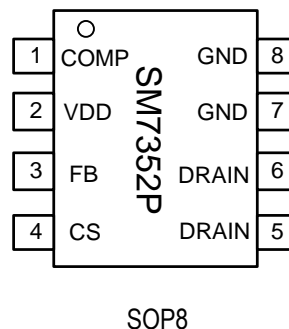 1 COMP GND 8
2 VDD GND 7
3 FB DRAIN 6
4 CS DRAIN 5
SM7352P
SOP8